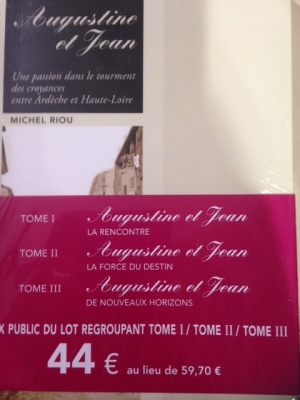 Augustine
et Jean
Une passion dans le tourment
des croyances
entre Ardèche et Haute-Loire
MICHEL RIOU
TOME I Augustine et Jean
LA RENCONTRE
TOME II Augustine et Jean
LA FORCE DU DESTIN
TOME III Augustine et Jean
DE NOUVEAUX HORIZONS
X PUBLIC DU LOT REGROUPANT TOME I / TOME II / TOME III
44 € au lieu de 59,70 €